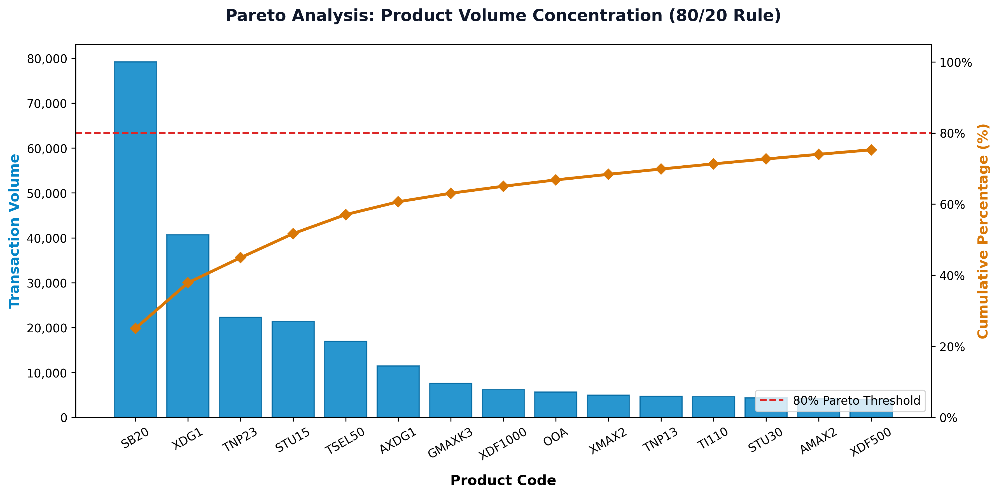 Pareto Analysis: Product Volume Concentration (80/20 Rule)
Transaction Volume
80,000
70,000
60,000
50,000
40,000
30,000
20,000
10,000
0
100%
80%
60%
40%
20%
0%
Cumulative Percentage (%)
80% Pareto Threshold
SB20 XDG1 TNP23 STU15 TSEL50 AXDG1 GMAXK3 XDF1000 OOA XMAX2 TNP13 TI110 STU30 AMAX2 XDF500
Product Code